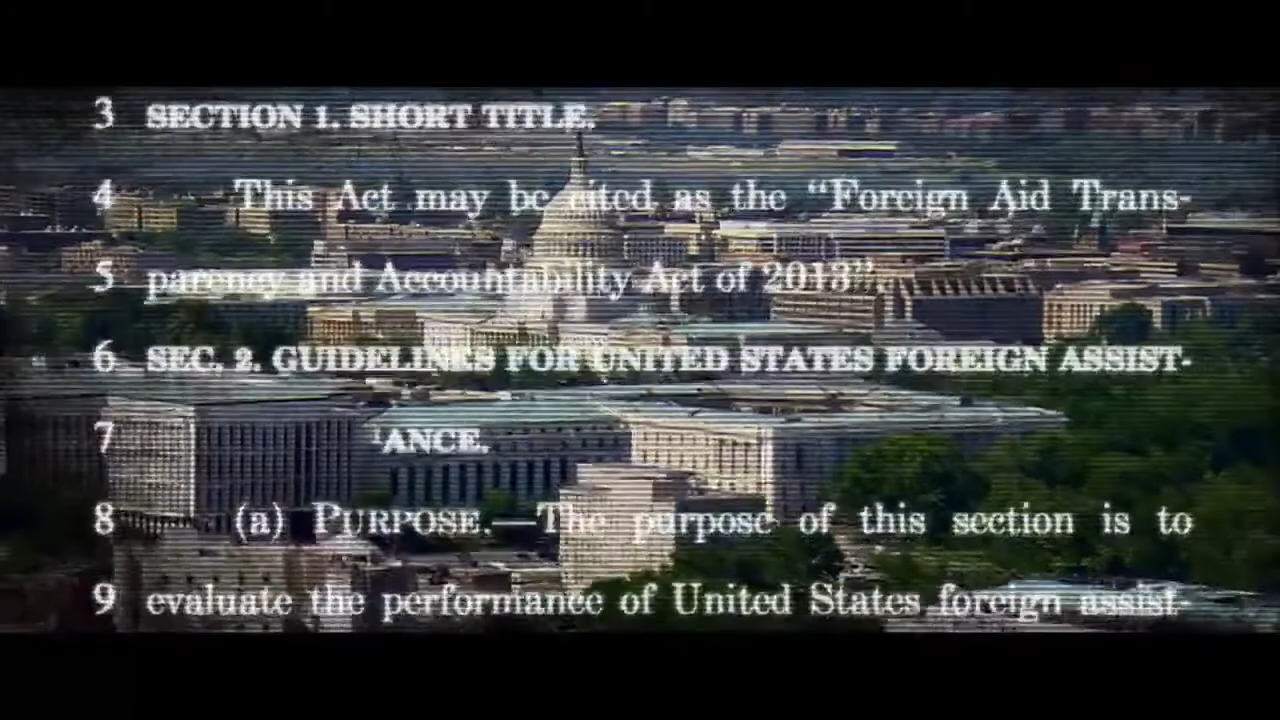 3 SECTION 1. SHORT TITLE.
4 This Act may be cited as the “Foreign Aid Trans-
5 parency and Accountability Act of 2013”.
6 SEC. 2. GUIDELINES FOR UNITED STATES FOREIGN ASSIST-
7 ANCE.
8 (a) PURPOSE.—The purpose of this section is to
9 evaluate the performance of United States foreign assist-